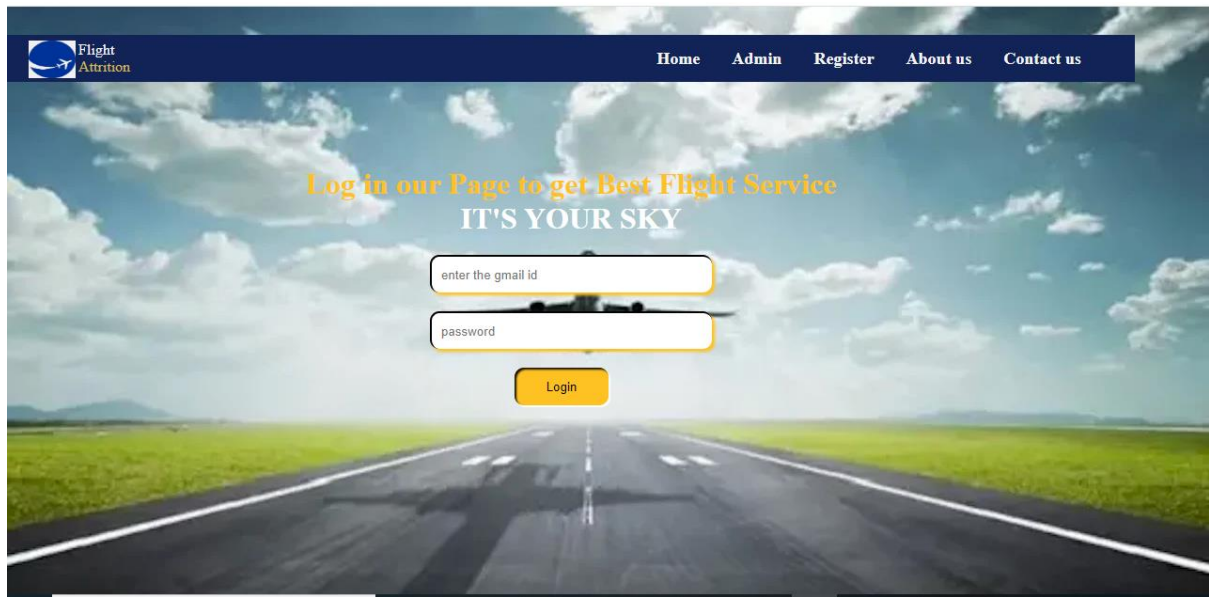 Flight
Attrition
Home Admin Register About us Contact us
Log in our Page to get Best Flight Service
IT'S YOUR SKY
enter the gmail id
password
Login